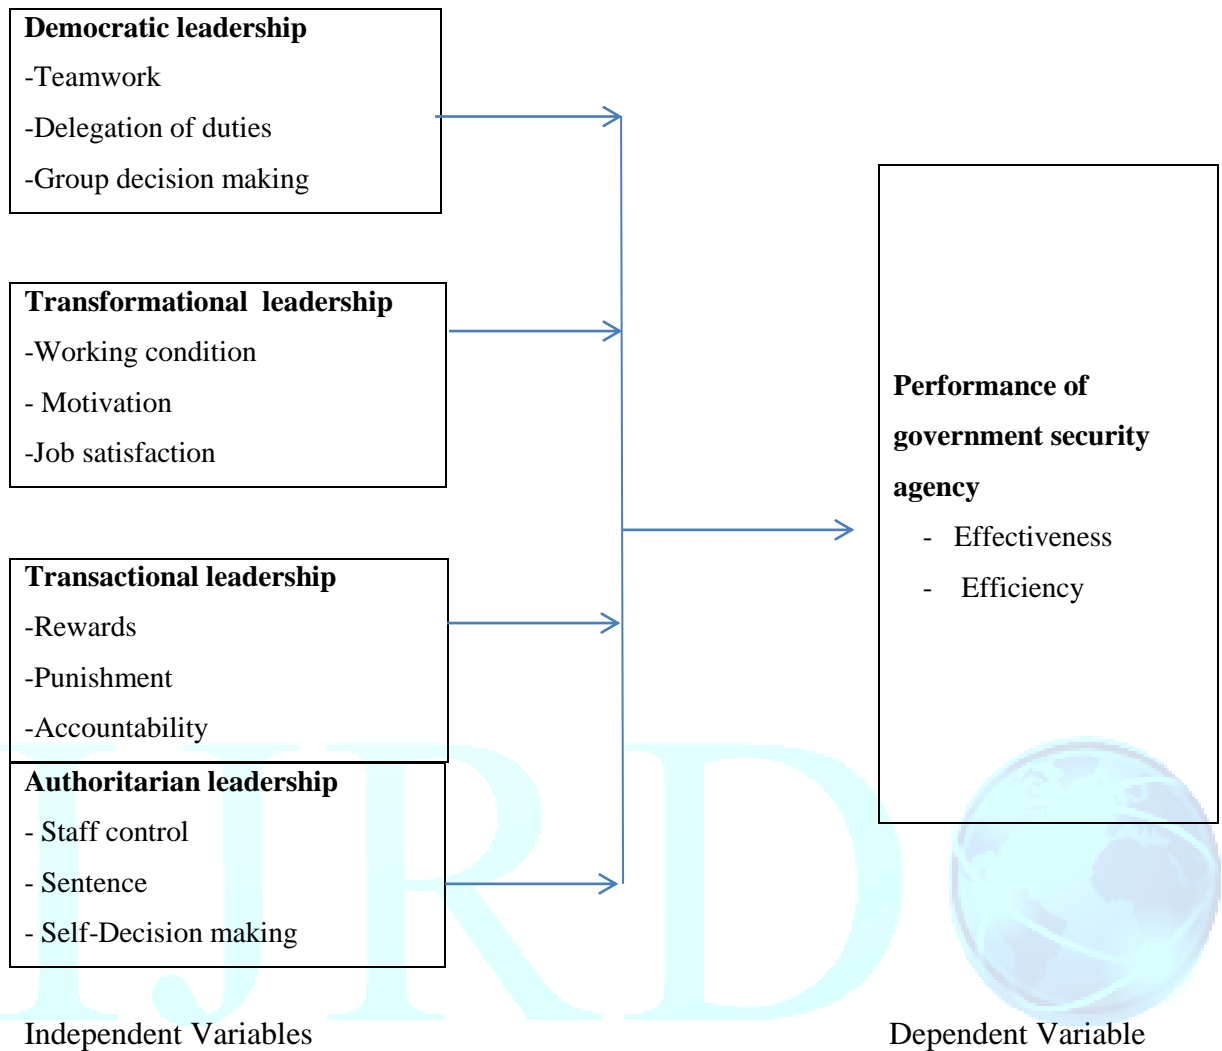 Democratic leadership
-Teamwork
-Delegation of duties
-Group decision making
Transformational  leadership
-Working condition
- Motivation
-Job satisfaction
Transactional leadership
-Rewards
-Punishment
-Accountability
Authoritarian leadership
- Staff control
- Sentence
- Self-Decision making
Performance of
government security
agency
- Effectiveness
- Efficiency
IJRDO
Independent Variables
Dependent Variable